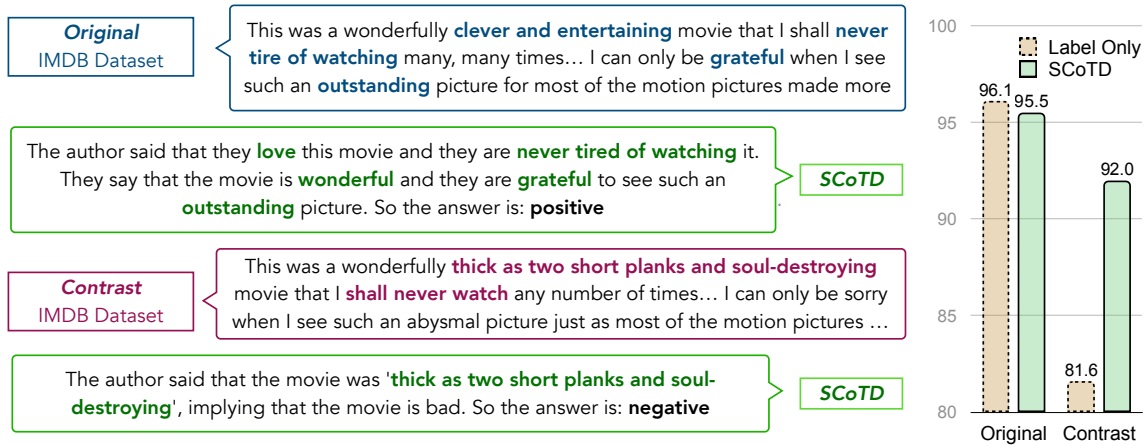 Original
IMDB Dataset
This was a wonderfully clever and entertaining movie that I shall never
tire of watching many, many times… I can only be grateful when I see
such an outstanding picture for most of the motion pictures made more
The author said that they love this movie and they are never tired of watching it.
They say that the movie is wonderful and they are grateful to see such an
outstanding picture. So the answer is: positive
SCoTD
Contrast
IMDB Dataset
This was a wonderfully thick as two short planks and soul-destroying
movie that I shall never watch any number of times… I can only be sorry
when I see such an abysmal picture just as most of the motion pictures …
The author said that the movie was 'thick as two short planks and soul-
destroying', implying that the movie is bad. So the answer is: negative
SCoTD
100
Label Only
SCoTD
96.1
95.5
95
92.0
90
85
81.6
80
Original
Contrast